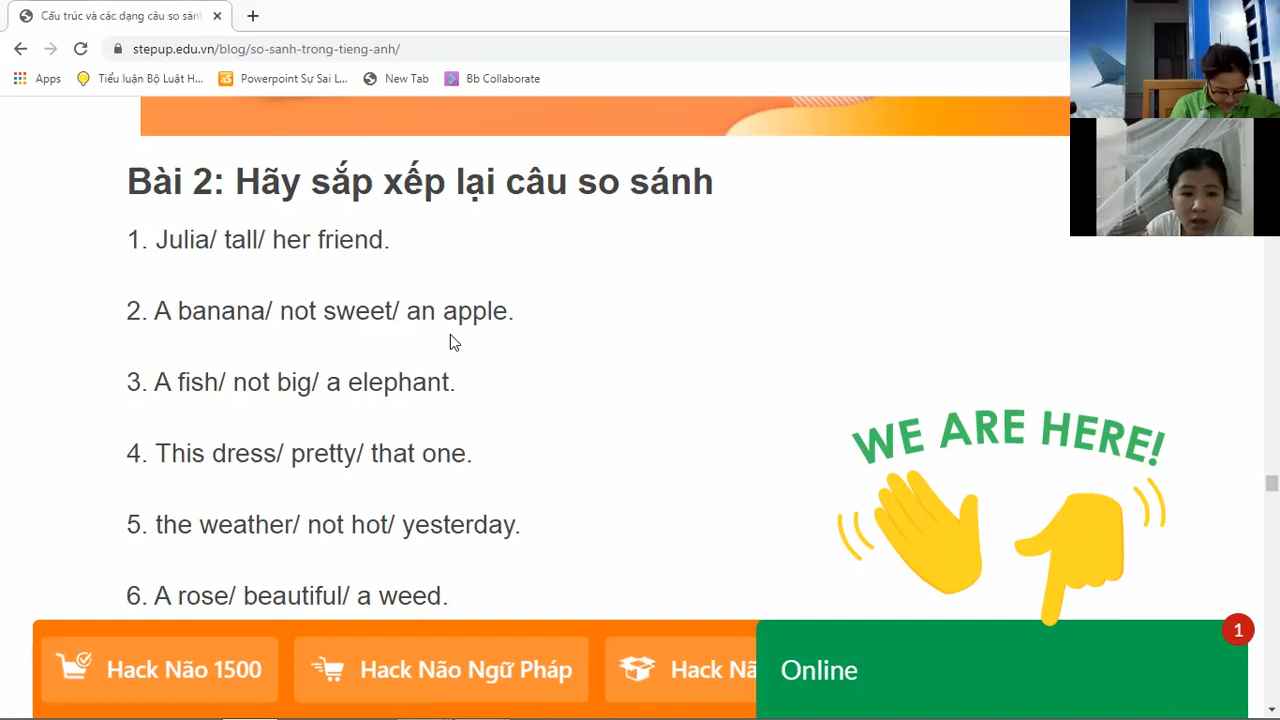 Cấu trúc và các dạng câu so sánh
stepup.edu.vn/blog/so-sanh-trong-tieng-anh/
Apps
Tiểu luận Bộ Luật H...
Powerpoint Sự Sai L...
New Tab
Bb Collaborate
Bài 2: Hãy sắp xếp lại câu so sánh
1. Julia/ tall/ her friend.
2. A banana/ not sweet/ an apple.
3. A fish/ not big/ a elephant.
4. This dress/ pretty/ that one.
5. the weather/ not hot/ yesterday.
6. A rose/ beautiful/ a weed.
WE ARE HERE!
1
Hack Não 1500
Hack Não Ngữ Pháp
Hack Nã
Online